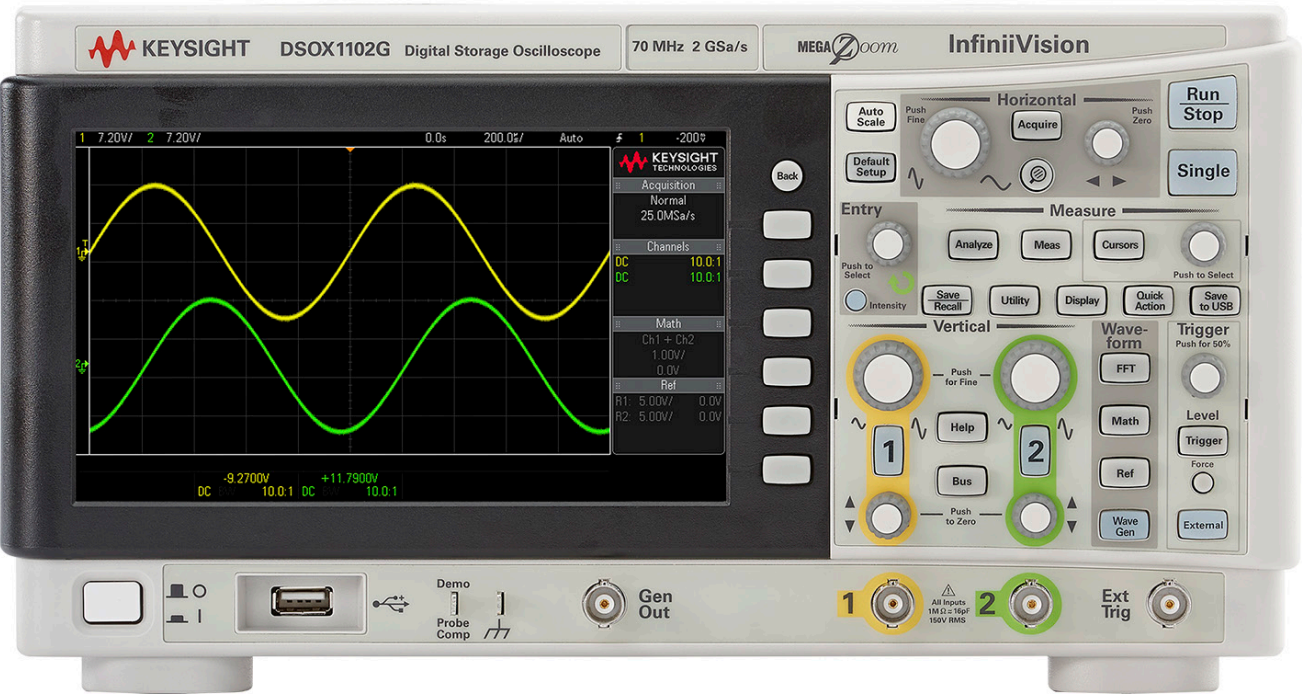 KEYSIGHT DSOX1102G Digital Storage Oscilloscope 70 MHz 2 GSa/s MEGA Zoom InfiniiVision
1 7.20V/ 2 7.20V/ 0.0s 200.0㎲/ Auto 1 -200
KEYSIGHT
TECHNOLOGIES
Acquisition
Normal
25.0MSa/s
Channels
DC 10.0:1
DC 10.0:1
Math
Ch1 + Ch2
1.00V/
0.0V
Ref
R1: 5.00V/ 0.0V
R2: 5.00V/ 0.0V
T
1
2
-9.2700V +11.7900V
DC BW 10.0:1 DC BW 10.0:1
Back
Auto
Scale
Default
Setup
Horizontal
Push
Fine
Acquire
Push
Zero
Run
Stop
Single
Entry
Push to
Select
Intensity
Measure
Analyze
Meas
Cursors
Push to Select
Save
Recall
Utility
Display
Quick
Action
Save
to USB
Vertical
Push
for Fine
1
Help
2
Bus
Push
to Zero
Wave-
form
FFT
Math
Ref
Wave
Gen
Trigger
Push for 50%
Level
Trigger
Force
External
Demo
Probe
Comp
Gen
Out
1
All Inputs
1MΩ = 16pF
150V RMS
2
Ext
Trig